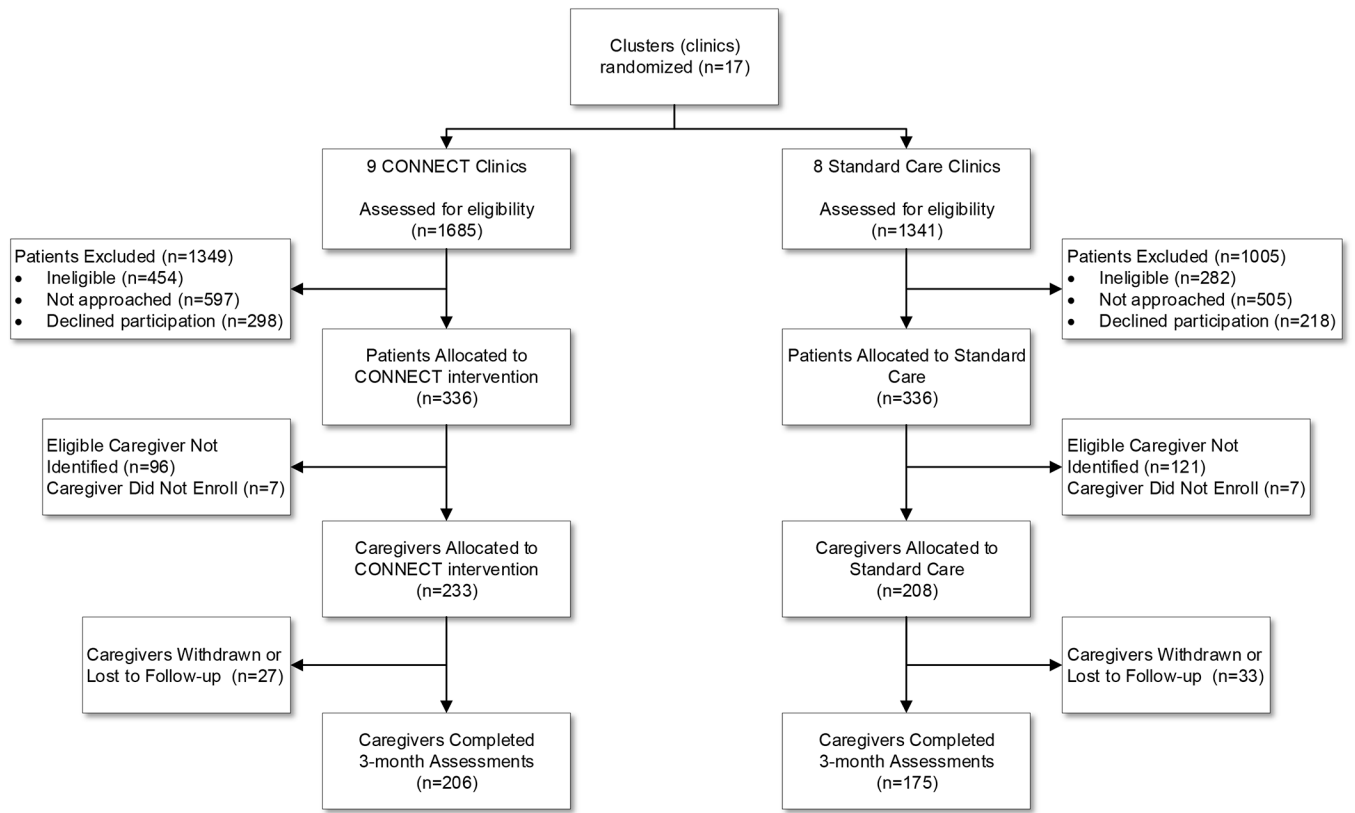 Clusters (clinics)
randomized (n=17)
9 CONNECT Clinics
Assessed for eligibility
(n=1685)
8 Standard Care Clinics
Assessed for eligibility
(n=1341)
Patients Excluded (n=1349)
• Ineligible (n=454)
• Not approached (n=597)
• Declined participation (n=298)
Patients Excluded (n=1005)
• Ineligible (n=282)
• Not approached (n=505)
• Declined participation (n=218)
Patients Allocated to
CONNECT intervention
(n=336)
Patients Allocated to Standard
Care
(n=336)
Eligible Caregiver Not
Identified (n=96)
Caregiver Did Not Enroll (n=7)
Eligible Caregiver Not
Identified (n=121)
Caregiver Did Not Enroll (n=7)
Caregivers Allocated to
CONNECT intervention
(n=233)
Caregivers Allocated to
Standard Care
(n=208)
Caregivers Withdrawn or
Lost to Follow-up (n=27)
Caregivers Withdrawn or
Lost to Follow-up (n=33)
Caregivers Completed
3-month Assessments
(n=206)
Caregivers Completed
3-month Assessments
(n=175)